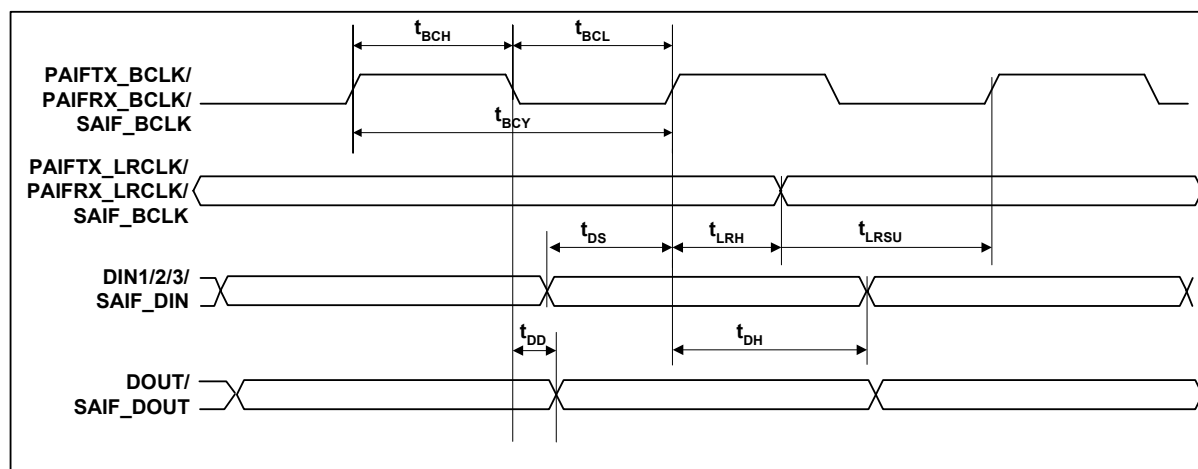 tBCH
tBCL
PAIFTX_BCLK/
PAIFRX_BCLK/
SAIF_BCLK
tBCY
PAIFTX_LRCLK/
PAIFRX_LRCLK/
SAIF_BCLK
tDS
tLRH
tLRSU
DIN1/2/3/
SAIF_DIN
tDD
tDH
DOUT/
SAIF_DOUT